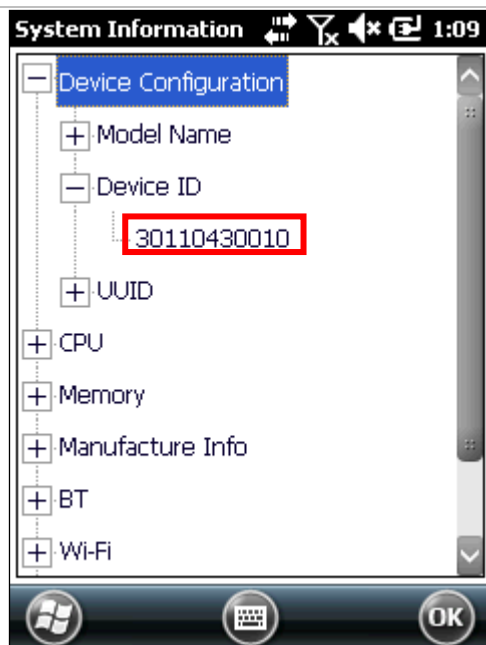 System Information 1:09
Device Configuration
Model Name
Device ID
30110430010
UUID
CPU
Memory
Manufacture Info
BT
Wi-Fi
OK